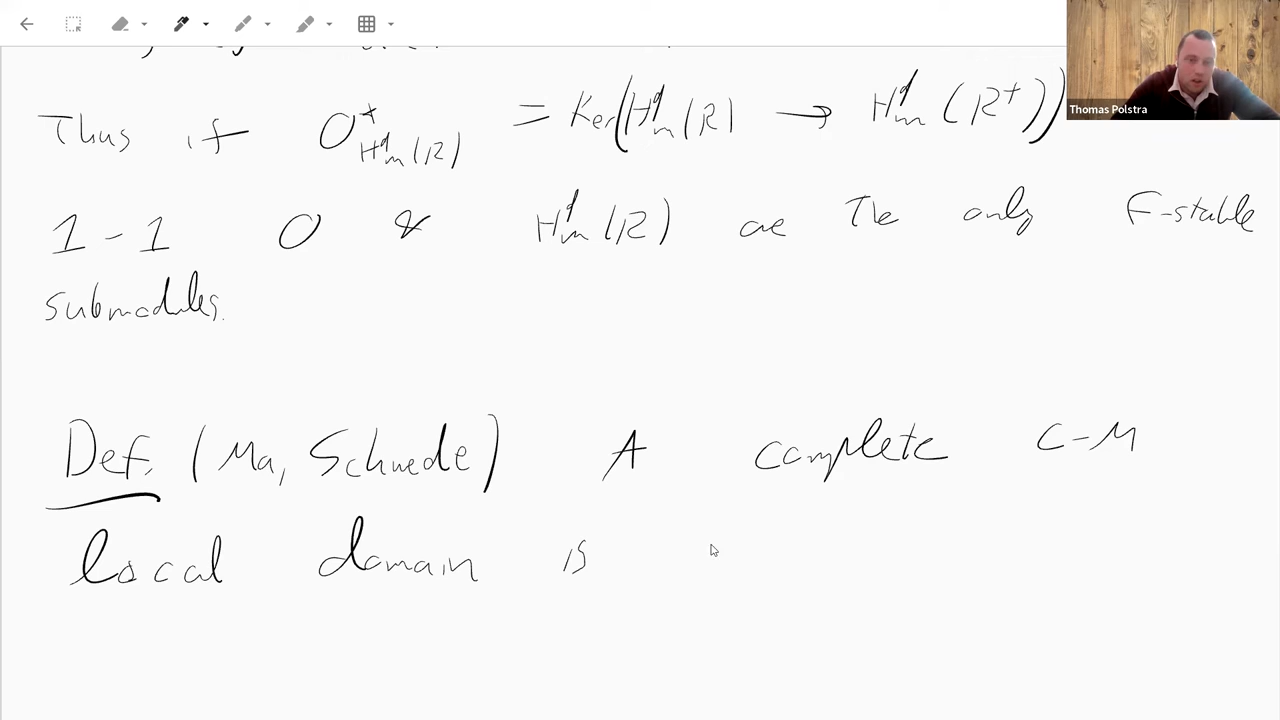 Thus if 0^*_{H^d_m(R)} = Ker(H^d_m(R) → H^d_m(R^+))
Thomas Polstra
1-1 0 & H^d_m(R) are the only F-stable
submodules.
Def. (Ma, Schwede) A complete C-M
local domain is